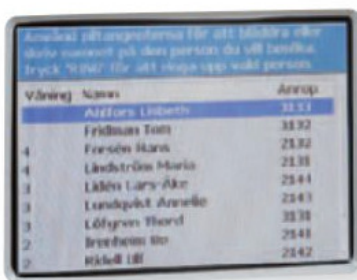 Använd piltangenterna för att bläddra eller
skriv namnet på den person du vill besöka.
Tryck "RING" för att ringa upp vald person.
Våning Namn Anrop
Ahlfors Lisbeth 3133
Fridman Tom 3132
4 Forsén Hans 2132
4 Lindström Maria 2131
3 Lidén Lars-Åke 2144
3 Lundqvist Annelie 2143
3 Löfgren Thord 3131
2 Bo 2141
2 Ridell Ulf 2142